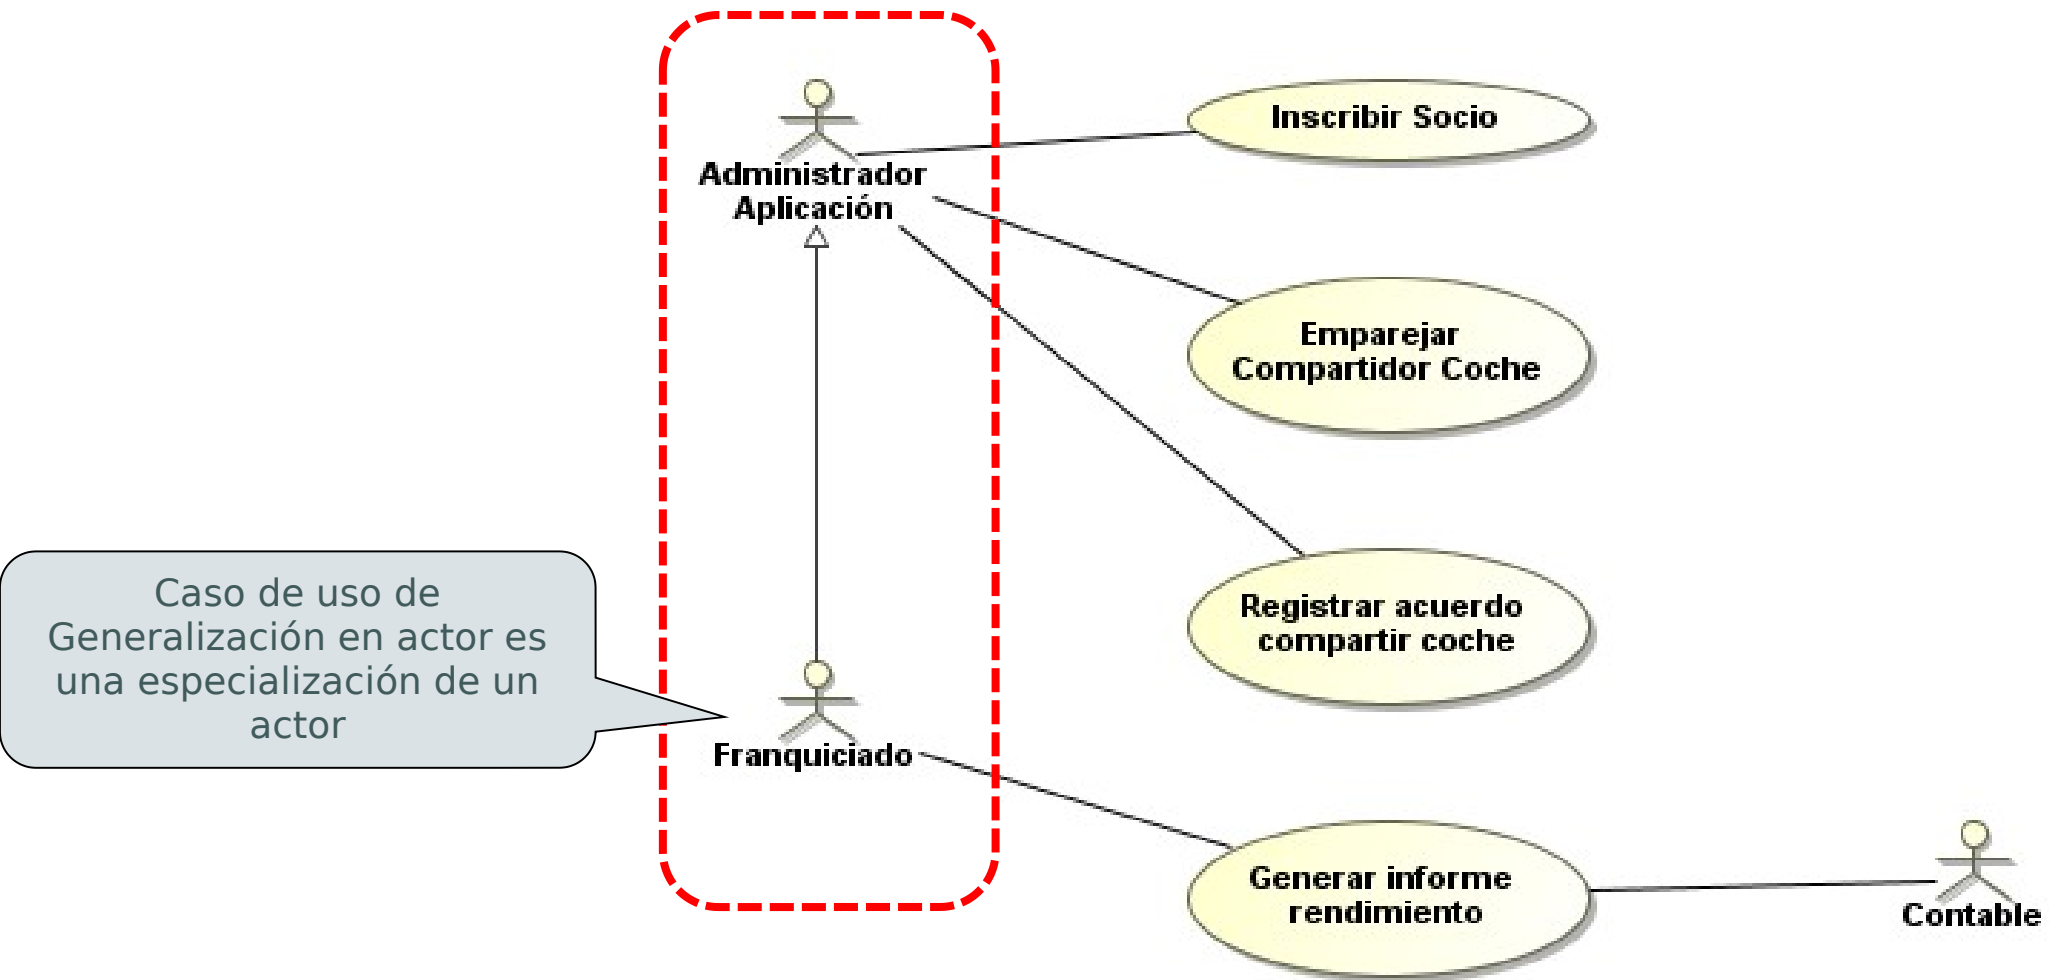 Inscribir Socio
Administrador
Aplicación
Emparejar
Compartidor Coche
Registrar acuerdo
compartir coche
Caso de uso de
Generalización en actor es
una especialización de un
actor
Franquiciado
Generar informe
rendimiento
Contable